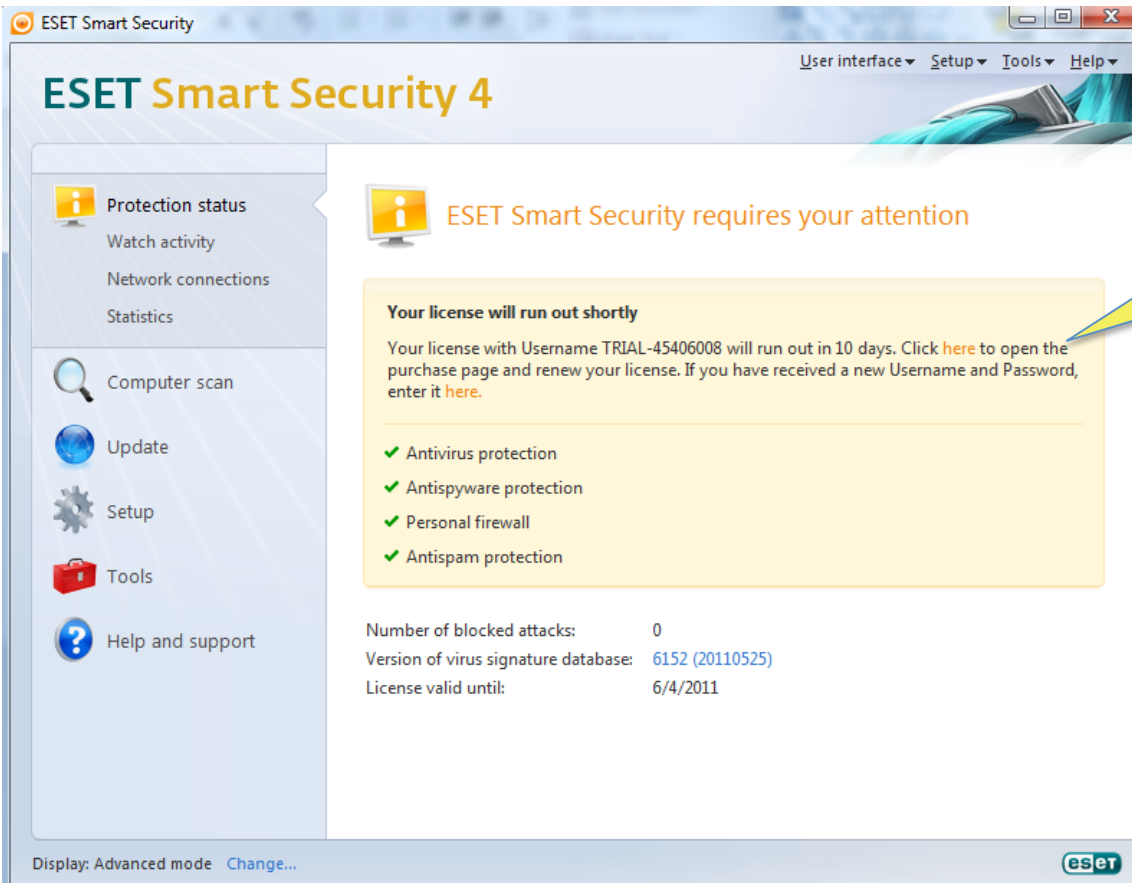 ESET Smart Security
User interface Setup Tools Help
ESET Smart Security 4
Protection status
Watch activity
Network connections
Statistics
Computer scan
Update
Setup
Tools
Help and support
ESET Smart Security requires your attention
Your license will run out shortly
Your license with Username TRIAL-45406008 will run out in 10 days. Click here to open the
purchase page and renew your license. If you have received a new Username and Password,
enter it here.
Antivirus protection
Antispyware protection
Personal firewall
Antispam protection
Number of blocked attacks: 0
Version of virus signature database: 6152 (20110525)
License valid until: 6/4/2011
Display: Advanced mode Change...
eset